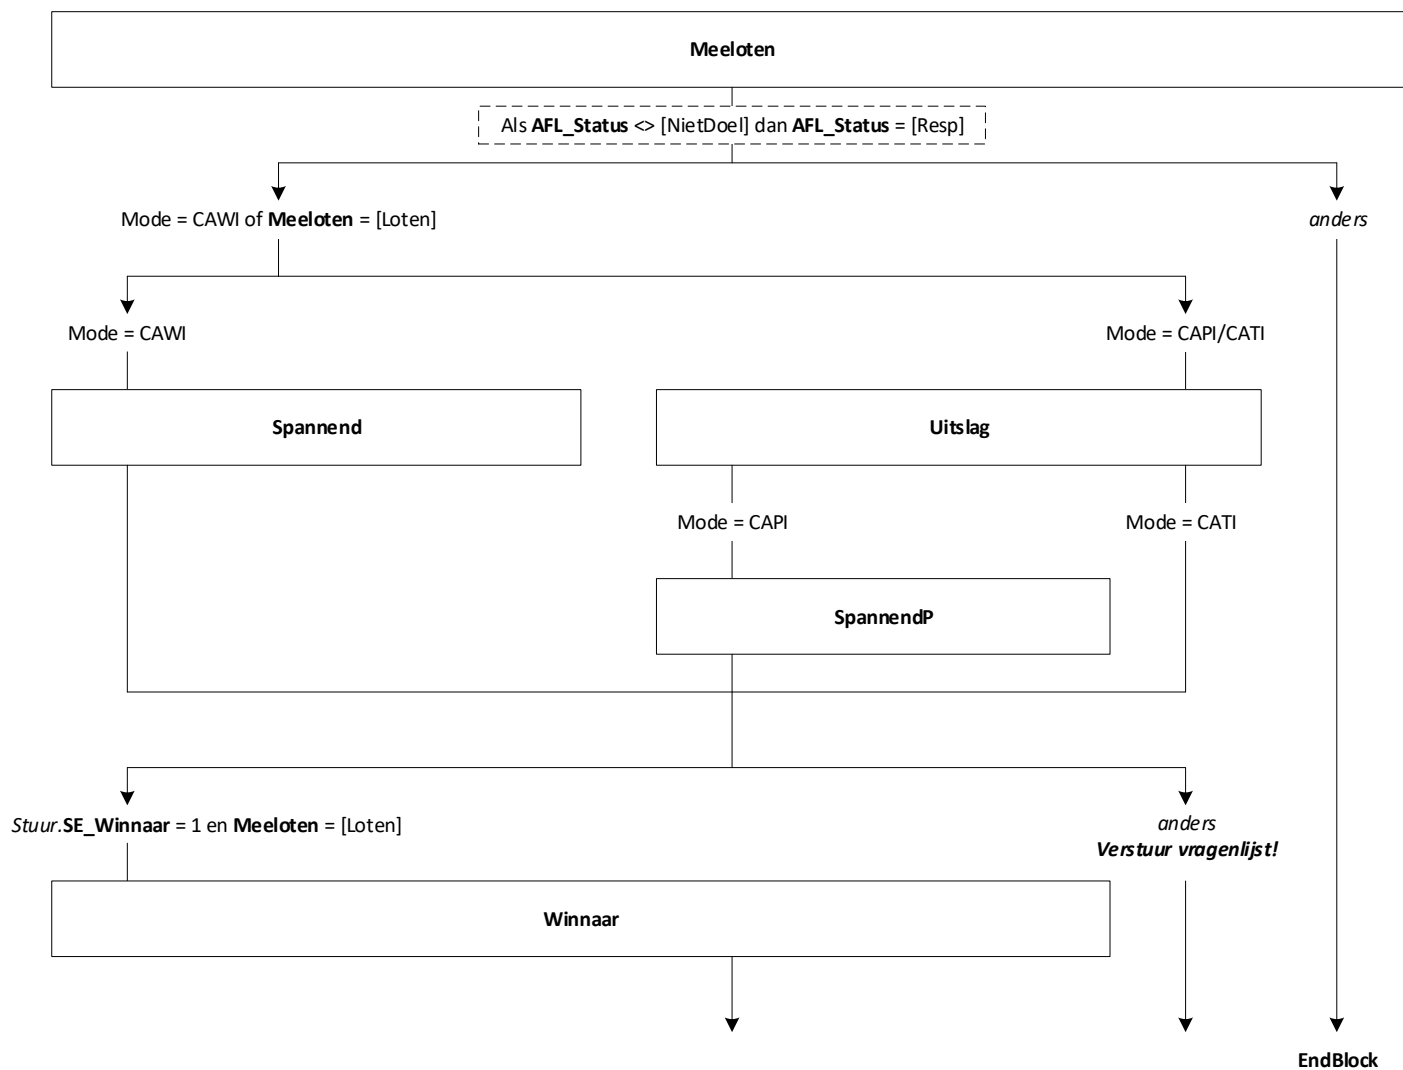 Meeloten
Als AFL_Status <> [NietDoel] dan AFL_Status = [Resp]
Mode = CAWI of Meeloten = [Loten]
anders
Mode = CAWI
Mode = CAPI/CATI
Spannend
Uitslag
Mode = CAPI
Mode = CATI
SpannendP
Stuur.SE_Winnaar = 1 en Meeloten = [Loten]
anders
Verstuur vragenlijst!
Winnaar
EndBlock